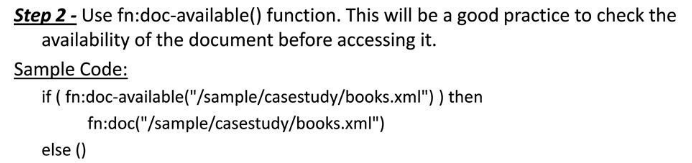 Step 2 - Use fn:doc-available() function. This will be a good practice to check the
availability of the document before accessing it.
Sample Code:
if ( fn:doc-available("/sample/casestudy/books.xml") ) then
fn:doc("/sample/casestudy/books.xml")
else ()